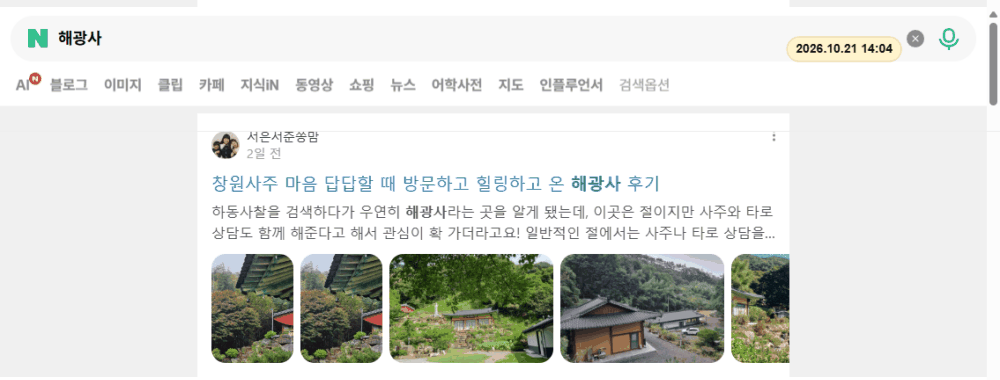 N 해광사
2026.10.21 14:04
AI N 블로그 이미지 클립 카페 지식iN 동영상 쇼핑 뉴스 어학사전 지도 인플루언서 검색옵션
서은서준쏭맘
2일 전
창원사주 마음 답답할 때 방문하고 힐링하고 온 해광사 후기
하동사찰을 검색하다가 우연히 해광사라는 곳을 알게 됐는데, 이곳은 절이지만 사주와 타로
상담도 함께 해준다고 해서 관심이 확 가더라고요! 일반적인 절에서는 사주나 타로 상담을...